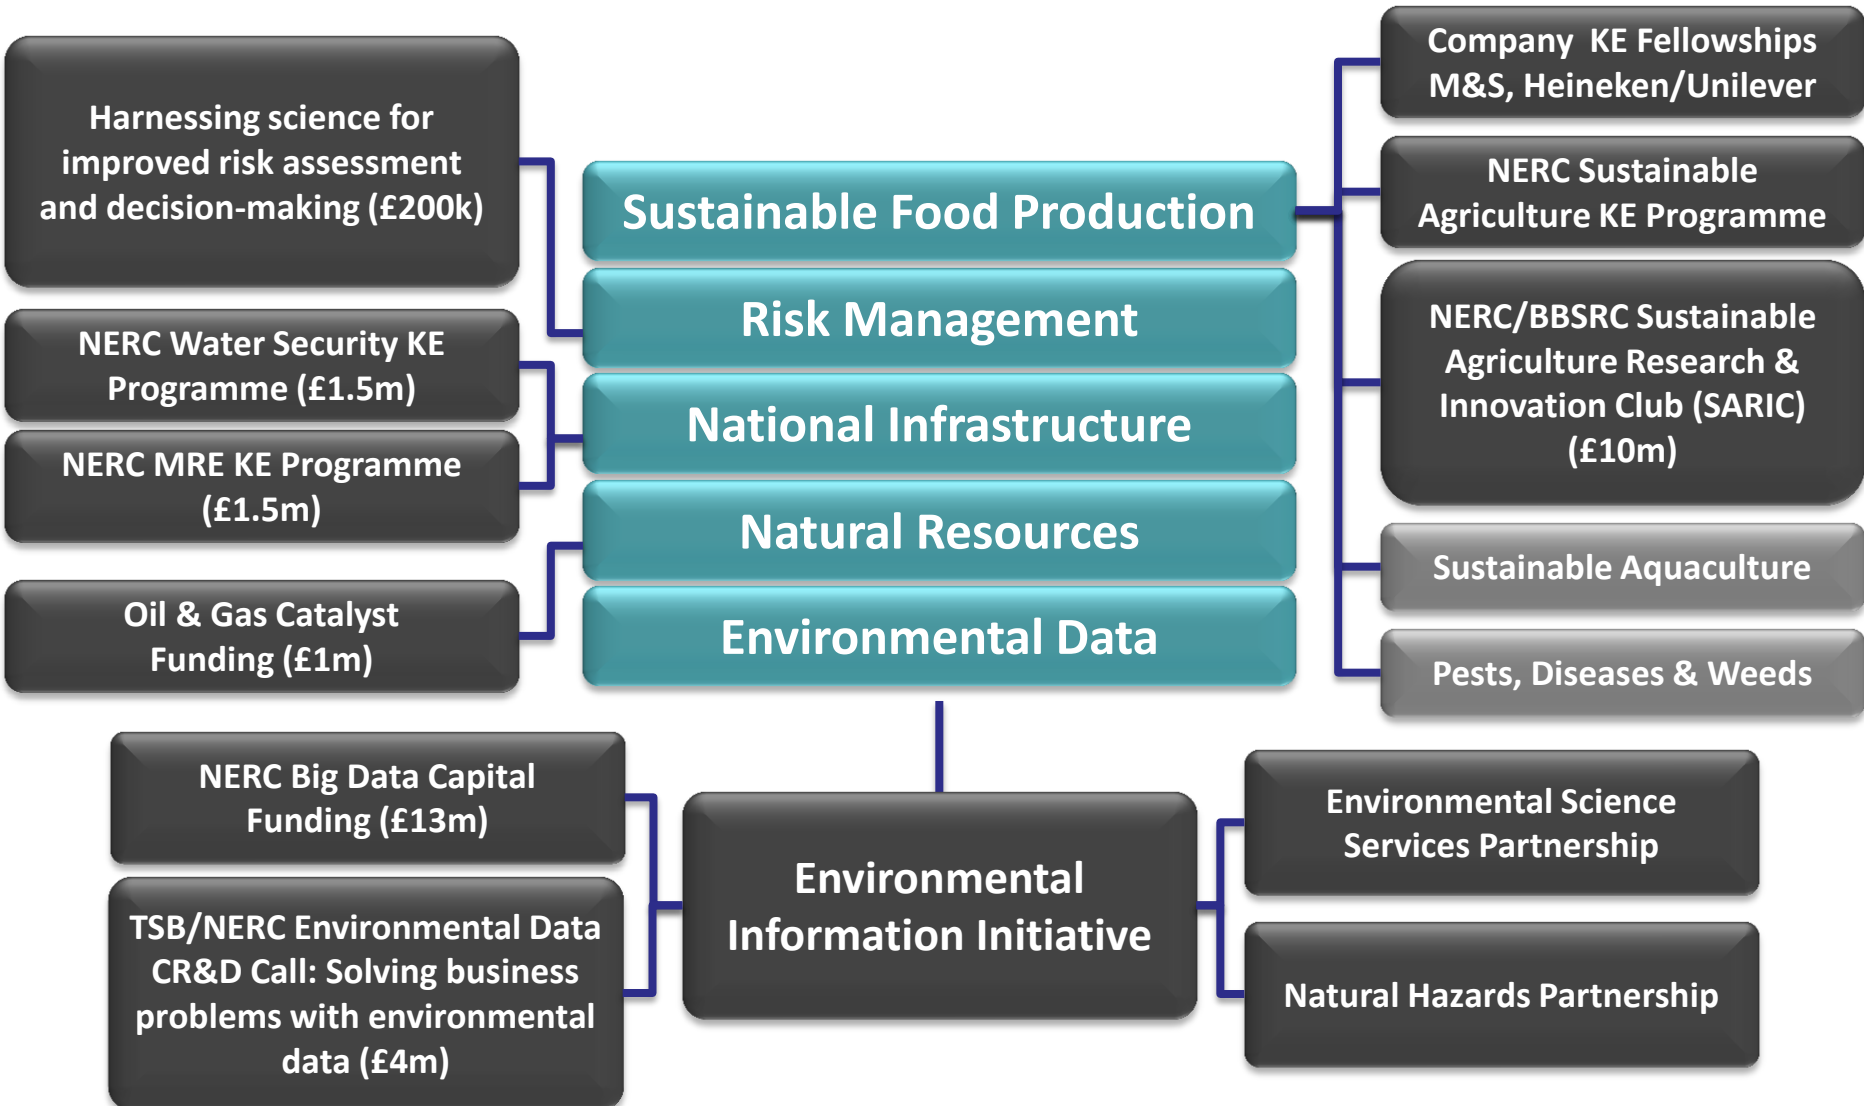 Harnessing science for
improved risk assessment
and decision-making (£200k)
NERC Water Security KE
Programme (£1.5m)
NERC MRE KE Programme
(£1.5m)
Oil & Gas Catalyst
Funding (£1m)
Sustainable Food Production
Risk Management
National Infrastructure
Natural Resources
Environmental Data
Company  KE Fellowships
M&S, Heineken/Unilever
NERC Sustainable
Agriculture KE Programme
NERC/BBSRC Sustainable
Agriculture Research &
Innovation Club (SARIC)
(£10m)
Sustainable Aquaculture
Pests, Diseases & Weeds
NERC Big Data Capital
Funding (£13m)
TSB/NERC Environmental Data
CR&D Call: Solving business
problems with environmental
data (£4m)
Environmental
Information Initiative
Environmental Science
Services Partnership
Natural Hazards Partnership